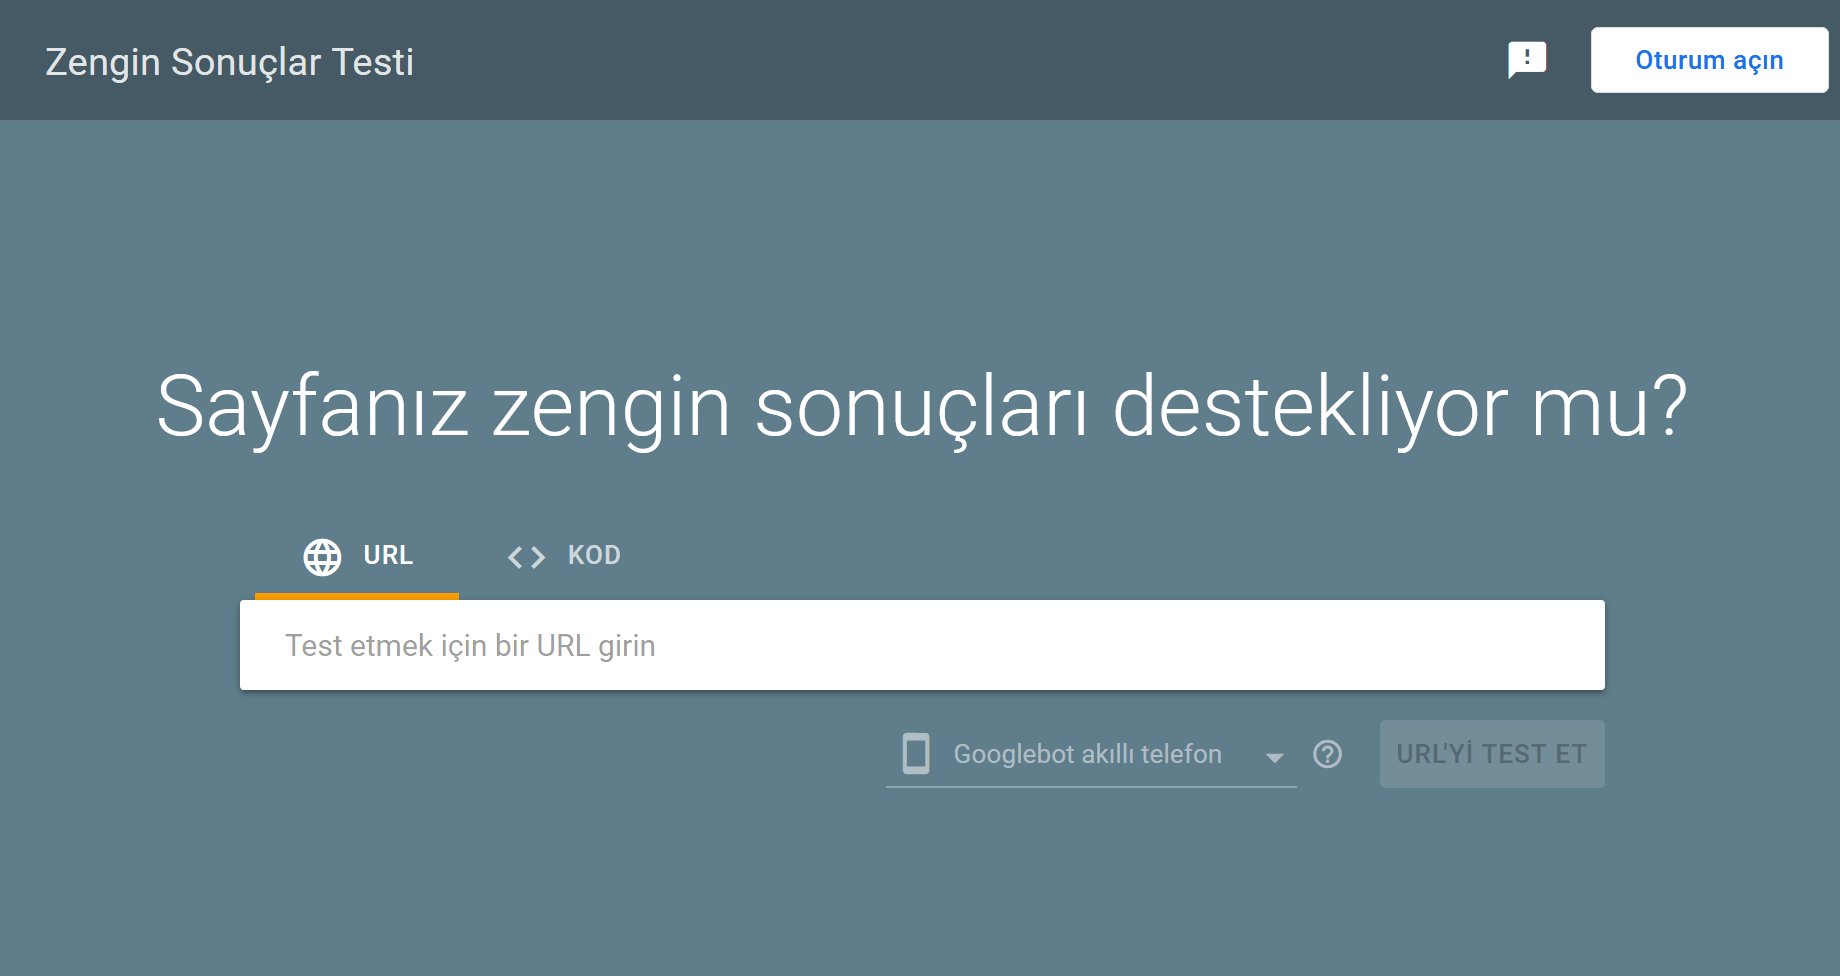 Zengin Sonuçlar Testi
Oturum açın
Sayfanız zengin sonuçları destekliyor mu?
URL
KOD
Test etmek için bir URL girin
Googlebot akıllı telefon
URL'Yİ TEST ET